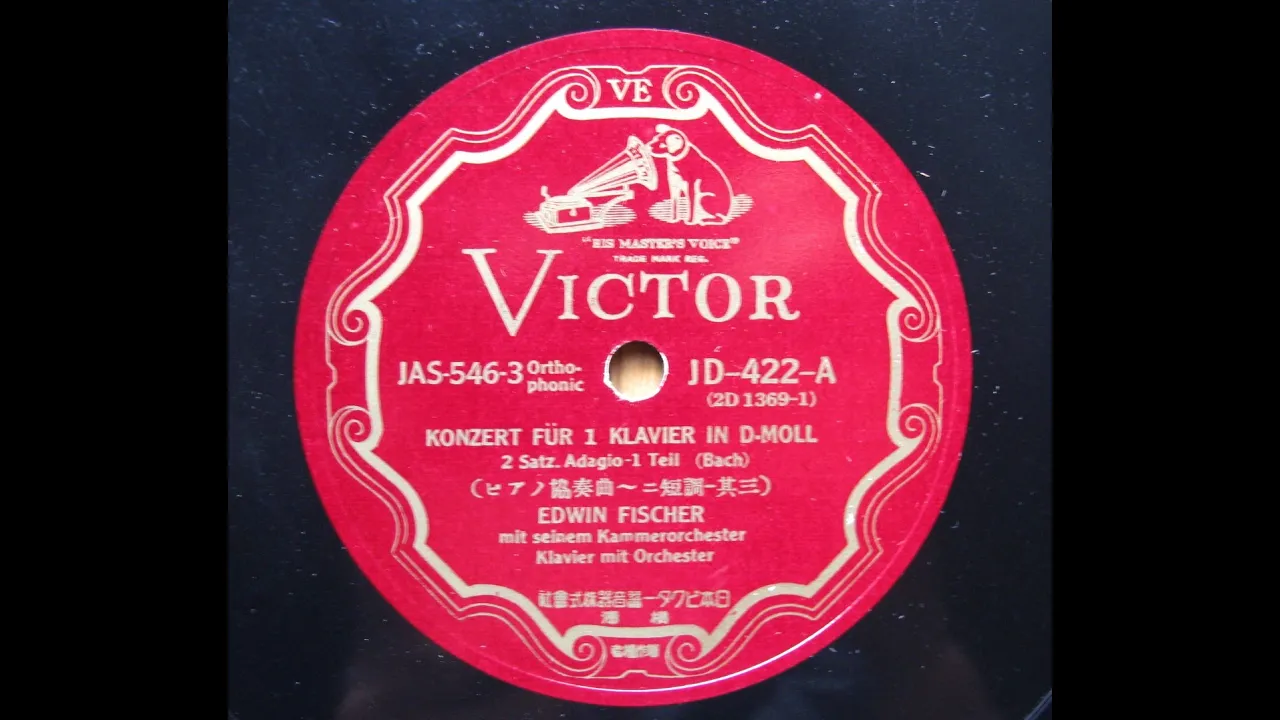 VE
"HIS MASTER'S VOICE"
TRADE MARK REG.
VICTOR
JAS-546-3 Ortho-phonic
JD-422-A
(2D 1369-1)
KONZERT FÜR 1 KLAVIER IN D-MOLL
2 Satz. Adagio-1 Teil (Bach)
(ピアノ協奏曲〜ニ短調-其三)
EDWIN FISCHER
mit seinem Kammerorchester
Klavier mit Orchester
日本ビクター蓄音器株式會社
横濱